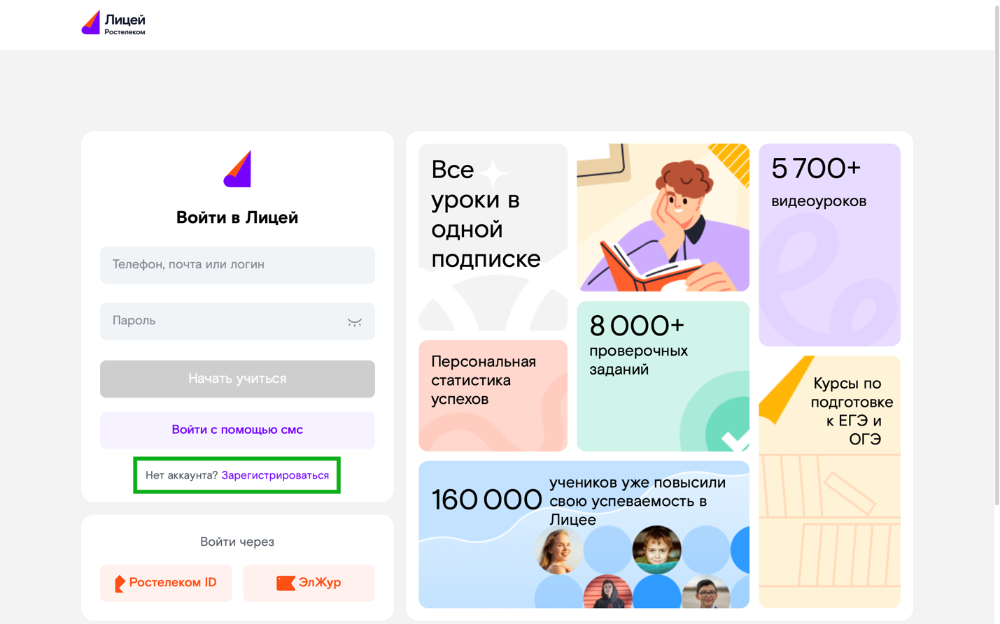 Лицей
Ростелеком
Войти в Лицей
Телефон, почта или логин
Пароль
Начать учиться
Войти с помощью смс
Нет аккаунта? Зарегистрироваться
Войти через
Ростелеком ID
ЭлЖур
Все
уроки в
одной
подписке
5 700+
видеоуроков
8 000+
проверочных
заданий
Персональная
статистика
успехов
Курсы по
подготовке
к ЕГЭ и
ОГЭ
160 000
учеников уже повысили
свою успеваемость в
Лицее